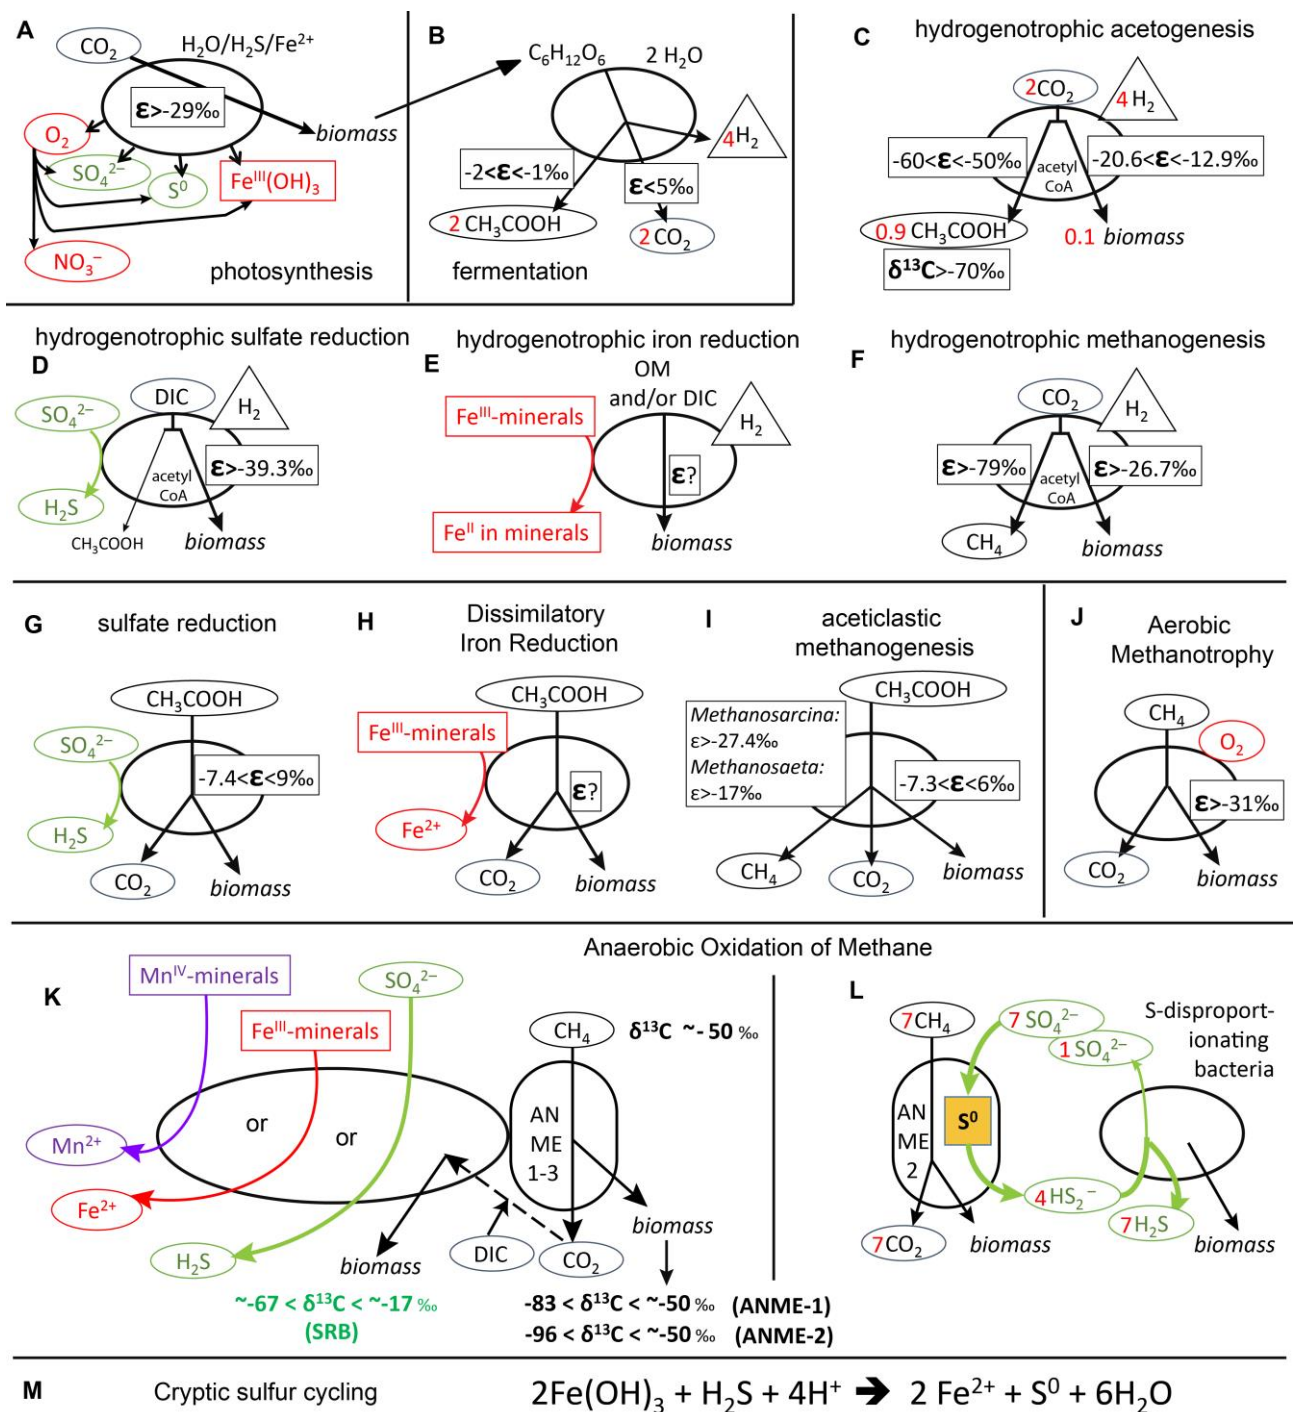 A
CO₂
H₂O/H₂S/Fe²⁺
ε>-29‰
biomass
O₂
SO₄²⁻
S⁰
Feᴵᴵᴵ(OH)₃
NO₃⁻
photosynthesis
B
C₆H₁₂O₆
2 H₂O
4H₂
-2<ε<-1‰
ε<5‰
2 CH₃COOH
2CO₂
fermentation
C
hydrogenotrophic acetogenesis
2CO₂
4 H₂
-60<ε<-50‰
acetyl
CoA
-20.6<ε<-12.9‰
0.9 CH₃COOH
0.1 biomass
δ¹³C>-70‰
hydrogenotrophic sulfate reduction
D
DIC
H₂
SO₄²⁻
ε>-39.3‰
acetyl
CoA
H₂S
CH₃COOH
biomass
hydrogenotrophic iron reduction
E
OM
and/or DIC
Feᴵᴵᴵ-minerals
H₂
ε?
Feᴵᴵ in minerals
biomass
hydrogenotrophic methanogenesis
F
CO₂
H₂
ε>-79‰
acetyl
CoA
ε>-26.7‰
CH₄
biomass
G
sulfate reduction
CH₃COOH
SO₄²⁻
-7.4<ε<9‰
H₂S
CO₂
biomass
H
Dissimilatory
Iron Reduction
CH₃COOH
Feᴵᴵᴵ-minerals
ε?
Fe²⁺
CO₂
biomass
I
aceticlastic
methanogenesis
CH₃COOH
Methanosarcina:
ε>-27.4‰
Methanosaeta:
ε>-17‰
-7.3<ε<6‰
CH₄
CO₂
biomass
J
Aerobic
Methanotrophy
CH₄
O₂
ε>-31‰
CO₂
biomass
Anaerobic Oxidation of Methane
K
Mnᴵⱽ-minerals
SO₄²⁻
Feᴵᴵᴵ-minerals
CH₄
δ¹³C ~- 50 ‰
or
or
AN
ME
1-3
Mn²⁺
Fe²⁺
H₂S
biomass
DIC
CO₂
biomass
~-67 < δ¹³C < ~-17 ‰
(SRB)
-83 < δ¹³C < ~-50 ‰ (ANME-1)
-96 < δ¹³C < ~-50 ‰ (ANME-2)
L
7CH₄
7 SO₄²⁻
1SO₄²⁻
S-disproport-
ionating
bacteria
AN
ME
2
S⁰
4HS₂⁻
7H₂S
7CO₂
biomass
biomass
M
Cryptic sulfur cycling
2Fe(OH)₃ + H₂S + 4H⁺ ➔ 2 Fe²⁺ + S⁰ + 6H₂O